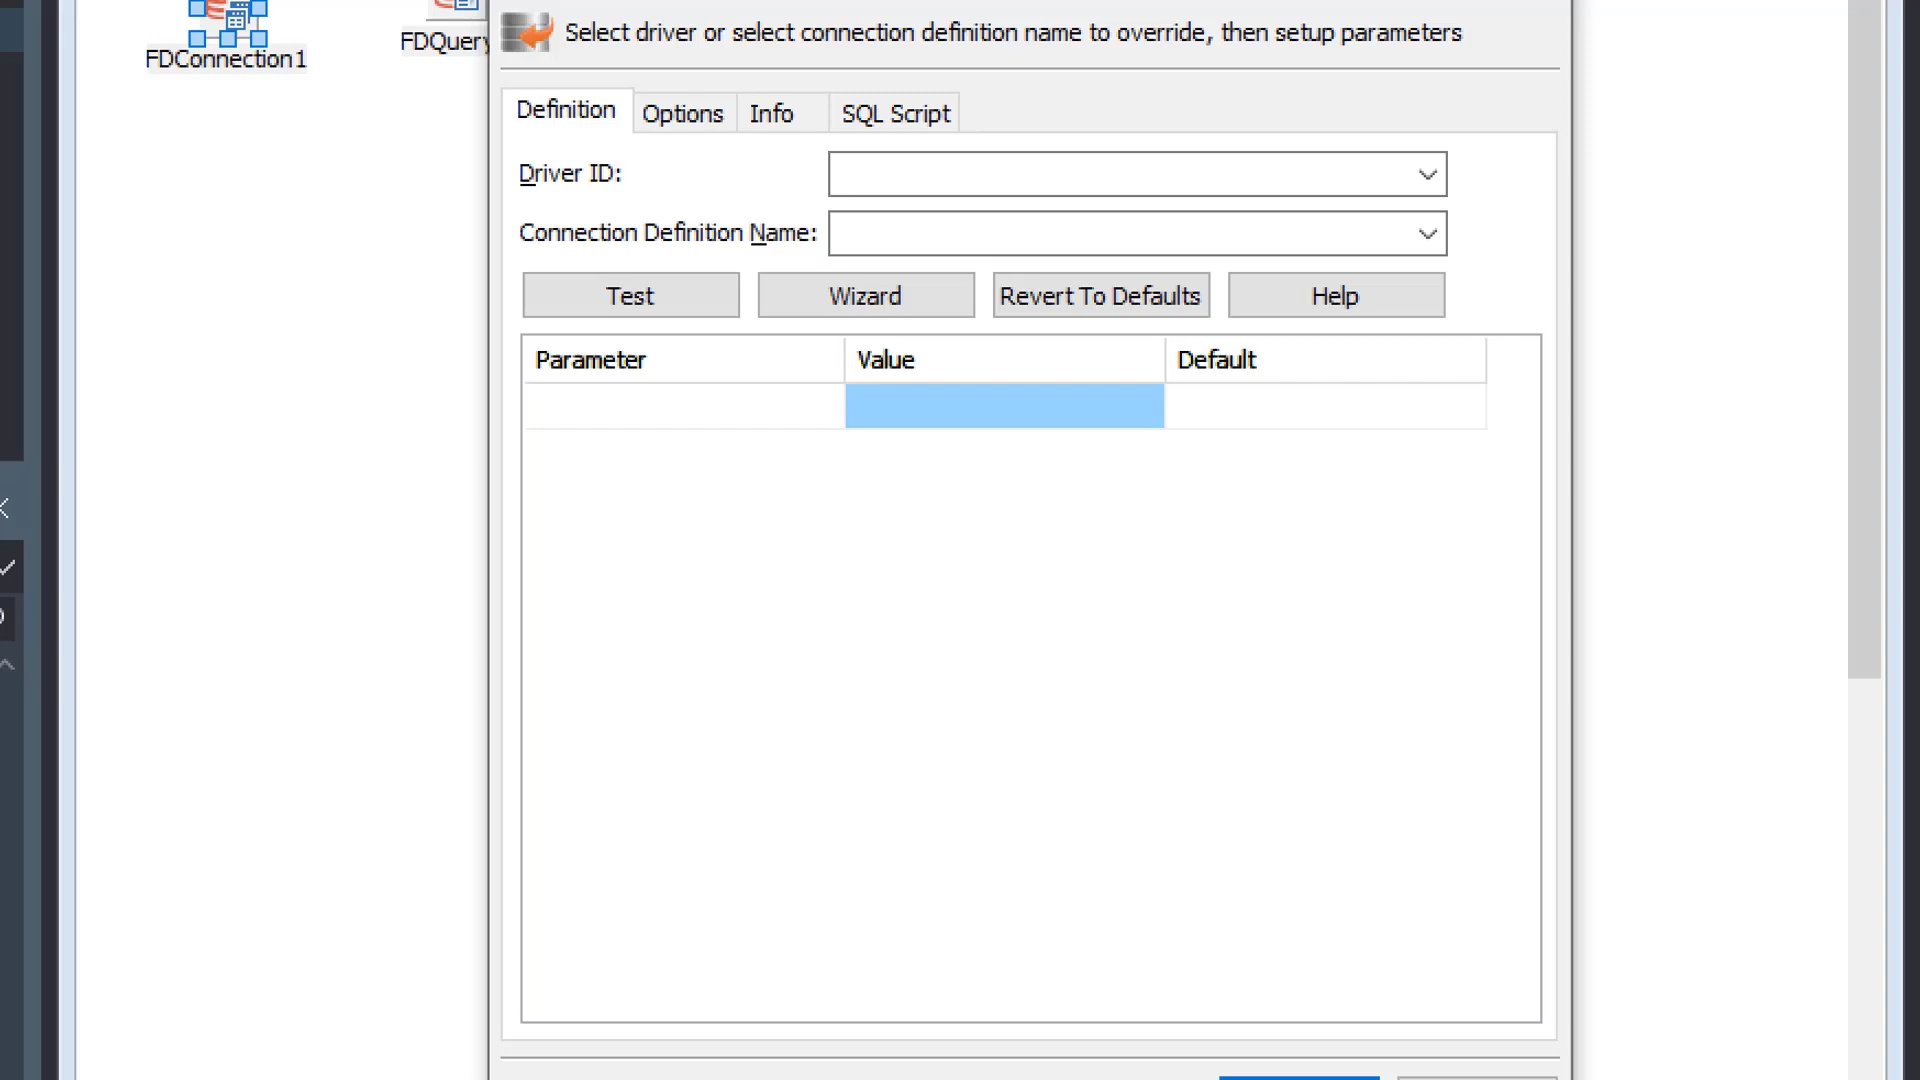 FDConnection1
FDQuery
Select driver or select connection definition name to override, then setup parameters
Definition
Options
Info
SQL Script
Driver ID:
Connection Definition Name:
Test
Wizard
Revert To Defaults
Help
Parameter
Value
Default